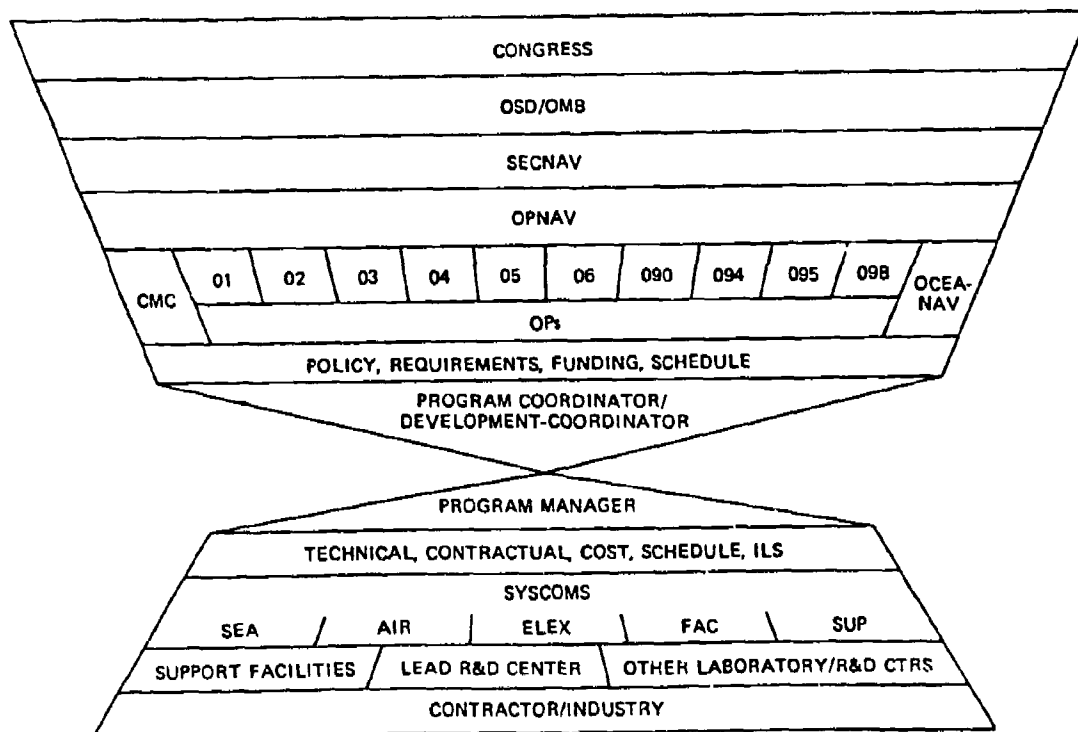 CONGRESS
OSD/OMB
SECNAV
OPNAV
CMC 01 02 03 04 05 06 090 094 095 09B OCEA-
NAV
OPs
POLICY, REQUIREMENTS, FUNDING, SCHEDULE
PROGRAM COORDINATOR/
DEVELOPMENT-COORDINATOR
PROGRAM MANAGER
TECHNICAL, CONTRACTUAL, COST, SCHEDULE, ILS
SYSCOMS
SEA AIR ELEX FAC SUP
SUPPORT FACILITIES LEAD R&D CENTER OTHER LABORATORY/R&D CTRS
CONTRACTOR/INDUSTRY